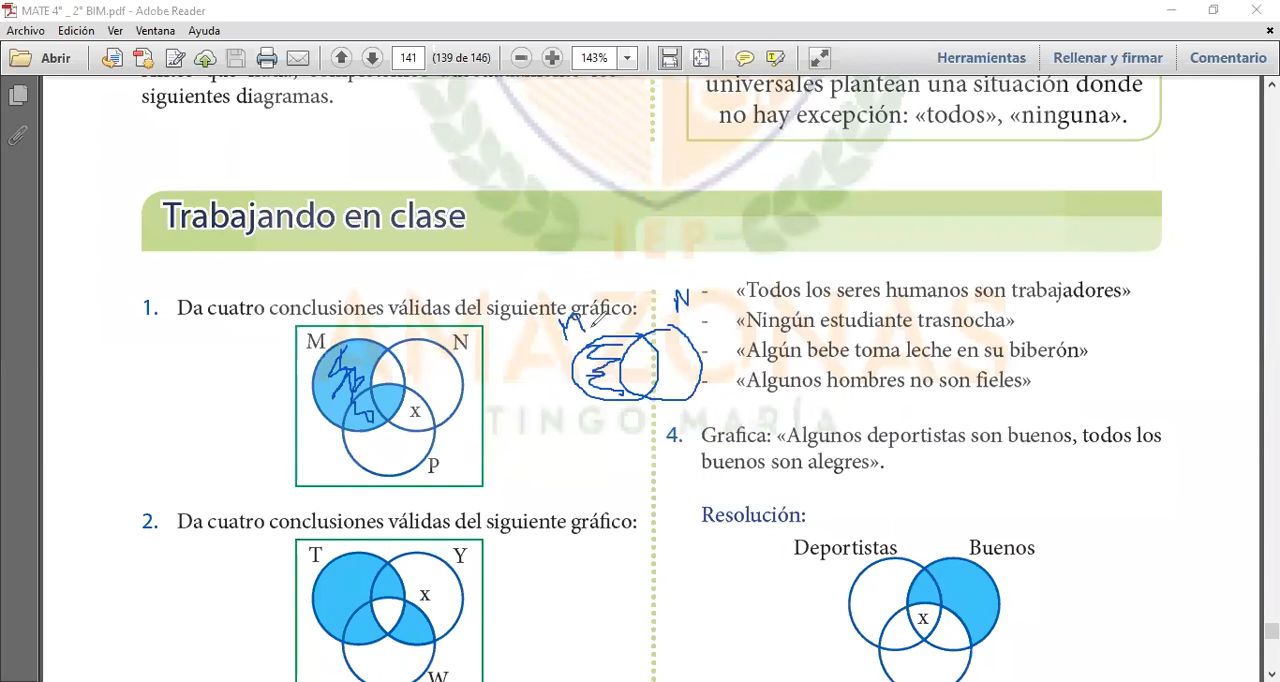 MATE 4° _ 2° BIM.pdf - Adobe Reader
Archivo Edición Ver Ventana Ayuda
Abrir 141 (139 de 146) 143% Herramientas Rellenar y firmar Comentario
siguientes diagramas.
universales plantean una situación donde
no hay excepción: «todos», «ninguna».
Trabajando en clase
IEP
AMAZONAS
TINGO MARÍA
1. Da cuatro conclusiones válidas del siguiente gráfico:
M N
x
P
M N
2. Da cuatro conclusiones válidas del siguiente gráfico:
T Y
x
W
- «Todos los seres humanos son trabajadores»
- «Ningún estudiante trasnocha»
- «Algún bebe toma leche en su biberón»
- «Algunos hombres no son fieles»
4. Grafica: «Algunos deportistas son buenos, todos los
buenos son alegres».
Resolución:
Deportistas Buenos
x